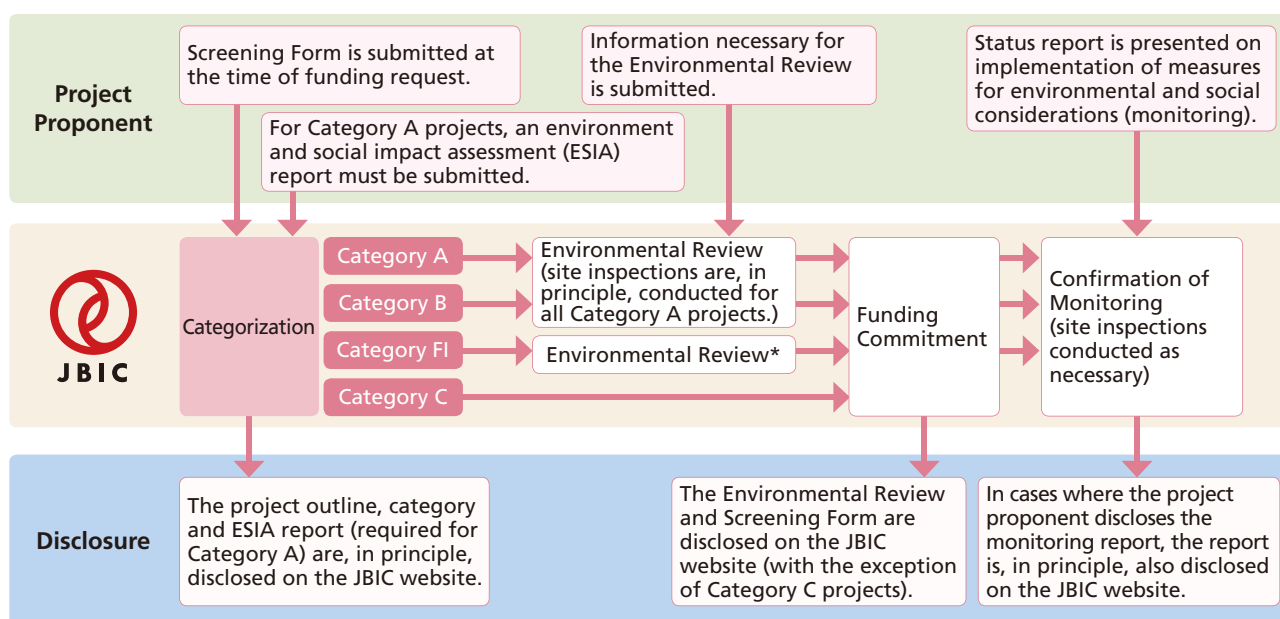 Project
Proponent
Screening Form is submitted at
the time of funding request.
For Category A projects, an environment
and social impact assessment (ESIA)
report must be submitted.
Information necessary for
the Environmental Review
is submitted.
Status report is presented on
implementation of measures
for environmental and social
considerations (monitoring).
JBIC
Categorization
Category A
Category B
Category FI
Category C
Environmental Review
(site inspections are, in
principle, conducted for
all Category A projects.)
Environmental Review*
Funding
Commitment
Confirmation of
Monitoring
(site inspections
conducted as
necessary)
Disclosure
The project outline, category
and ESIA report (required for
Category A) are, in principle,
disclosed on the JBIC website.
The Environmental Review
and Screening Form are
disclosed on the JBIC
website (with the exception
of Category C projects).
In cases where the project
proponent discloses the
monitoring report, the report
is, in principle, also disclosed
on the JBIC website.